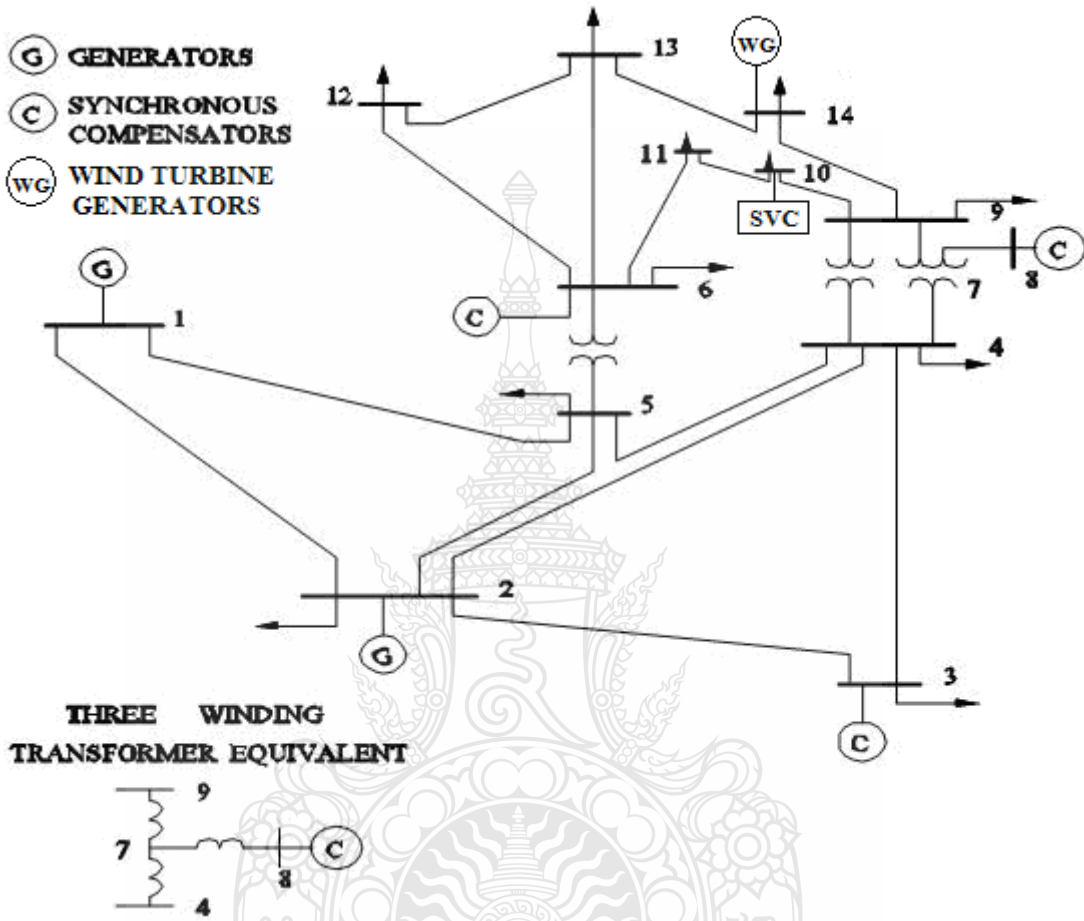 G GENERATORS
C SYNCHRONOUS
COMPENSATORS
WG WIND TURBINE
GENERATORS
13
WG
12
14
11
10
SVC
9
C
8
7
G
1
C
6
4
5
2
G
3
C
THREE WINDING
TRANSFORMER EQUIVALENT
9
7
C
8
4